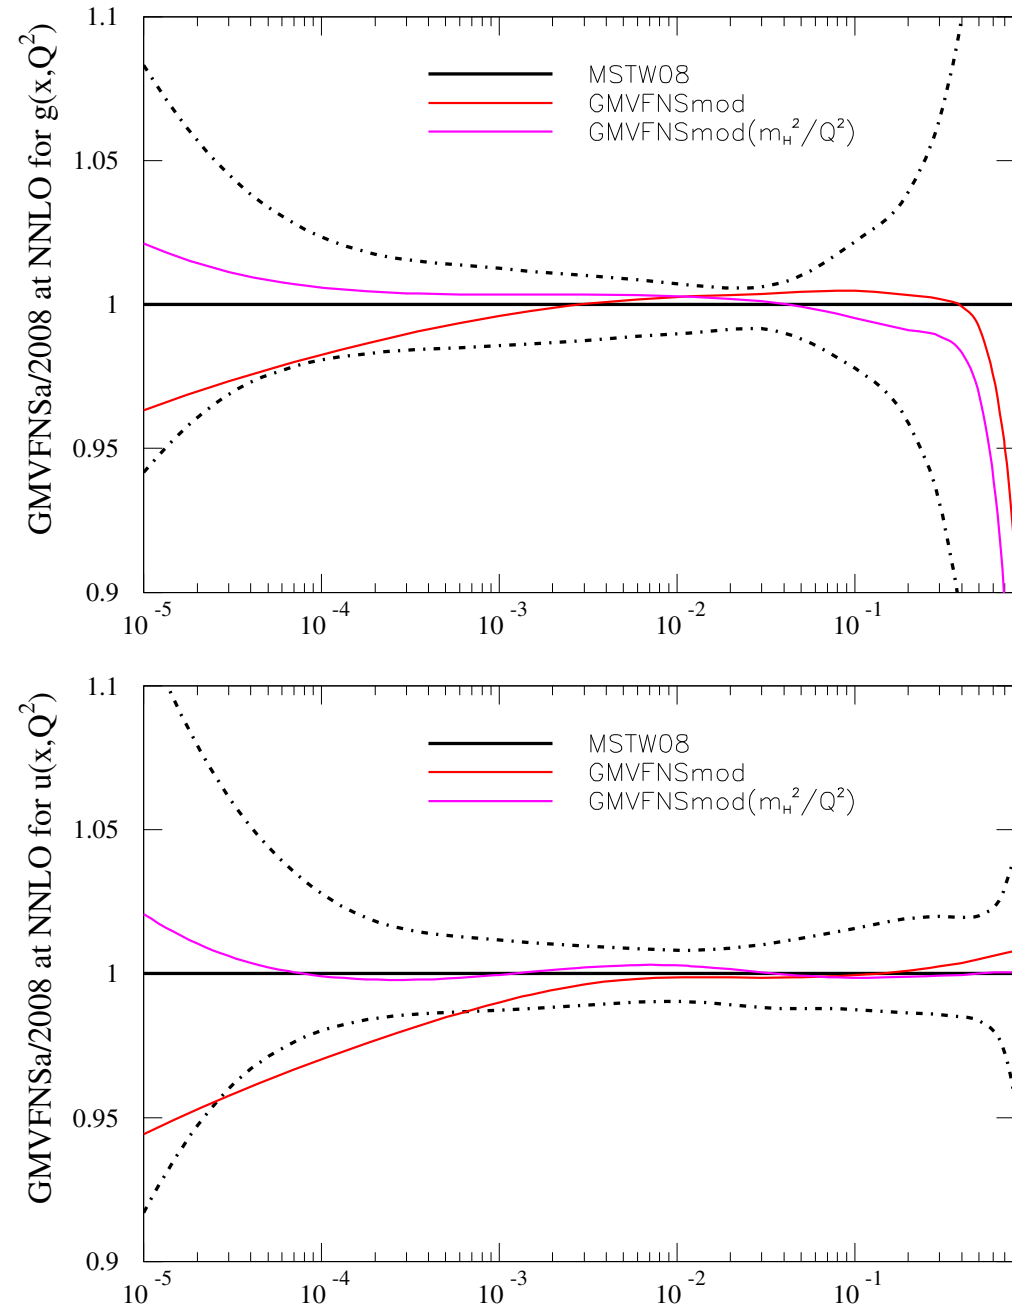 GMVFNSa/2008 at NNLO for g(x,Q²)
1.1
1.05
1
0.95
0.9
MSTW08
GMVFNSmod
GMVFNSmod(m_H²/Q²)
10⁻⁵ 10⁻⁴ 10⁻³ 10⁻² 10⁻¹
GMVFNSa/2008 at NNLO for u(x,Q²)
1.1
1.05
1
0.95
0.9
MSTW08
GMVFNSmod
GMVFNSmod(m_H²/Q²)
10⁻⁵ 10⁻⁴ 10⁻³ 10⁻² 10⁻¹